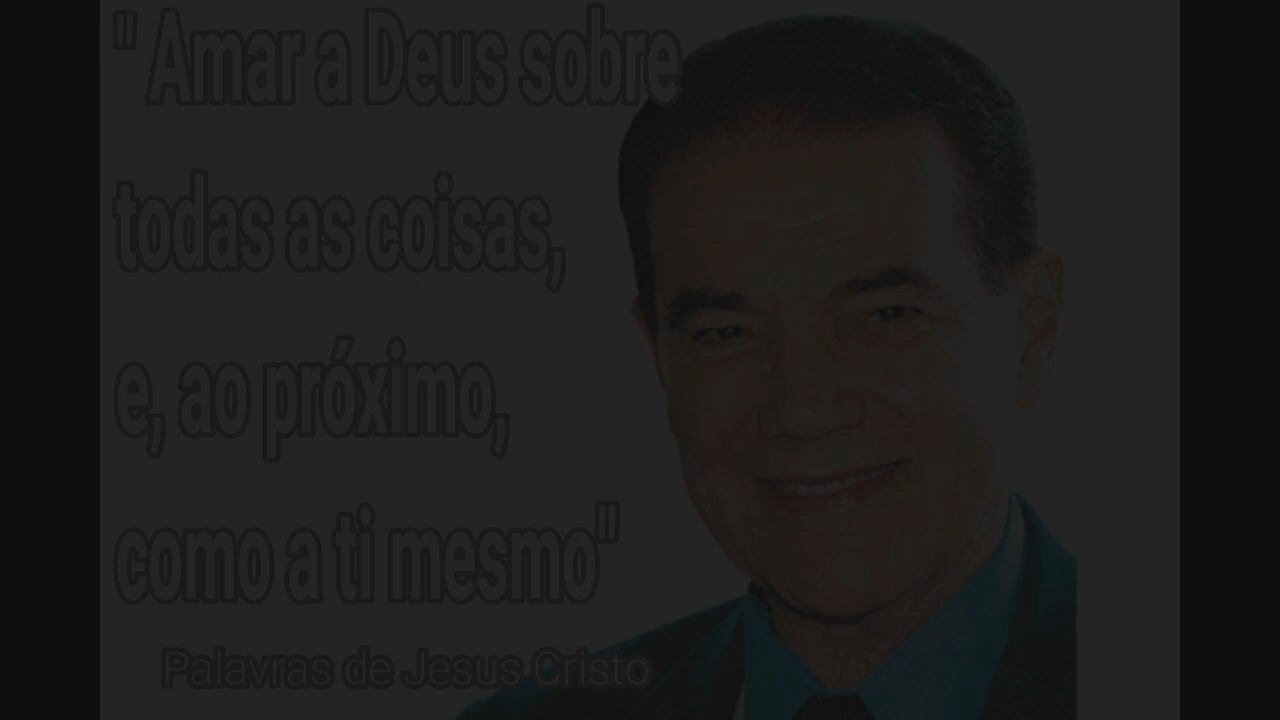 " Amar a Deus sobre
todas as coisas,
e, ao próximo,
como a ti mesmo"
Palavras de Jesus Cristo